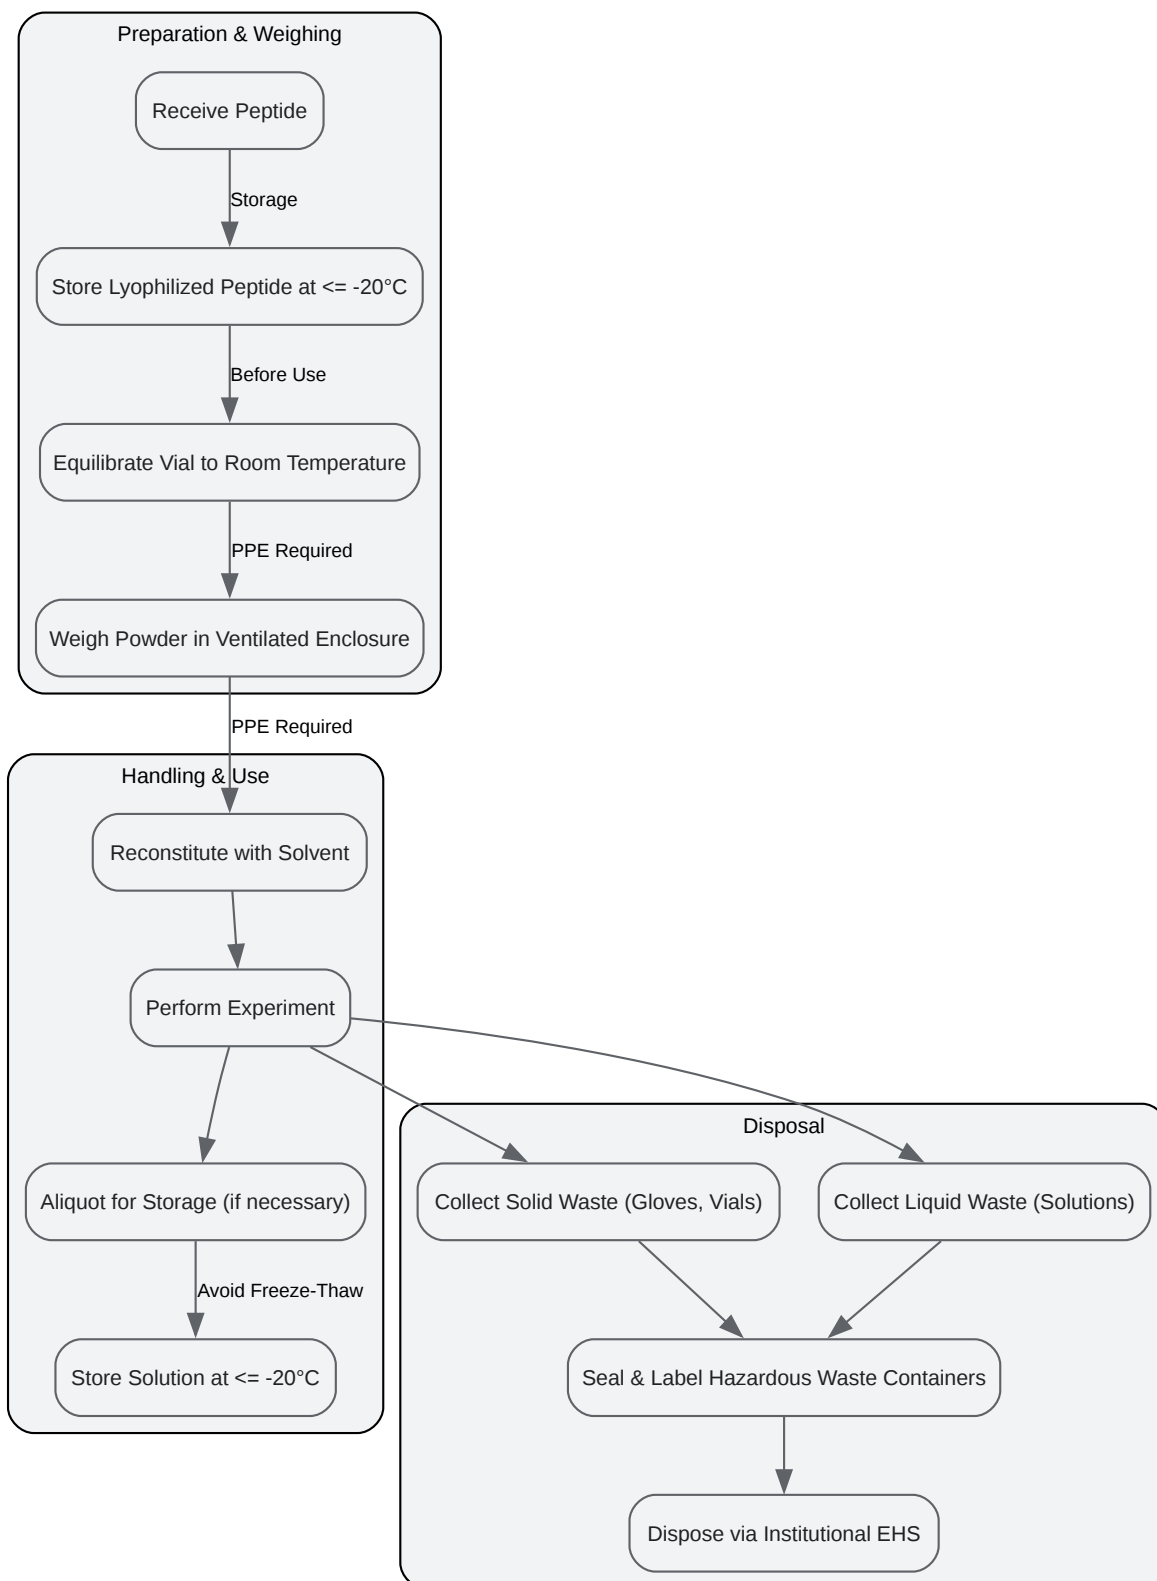 Preparation & Weighing
Receive Peptide
Storage
Store Lyophilized Peptide at <= -20°C
Before Use
Equilibrate Vial to Room Temperature
PPE Required
Weigh Powder in Ventilated Enclosure
PPE Required
Handling & Use
Reconstitute with Solvent
Perform Experiment
Disposal
Aliquot for Storage (if necessary)
Collect Solid Waste (Gloves, Vials)
Collect Liquid Waste (Solutions)
Avoid Freeze-Thaw
Store Solution at <= -20°C
Seal & Label Hazardous Waste Containers
Dispose via Institutional EHS